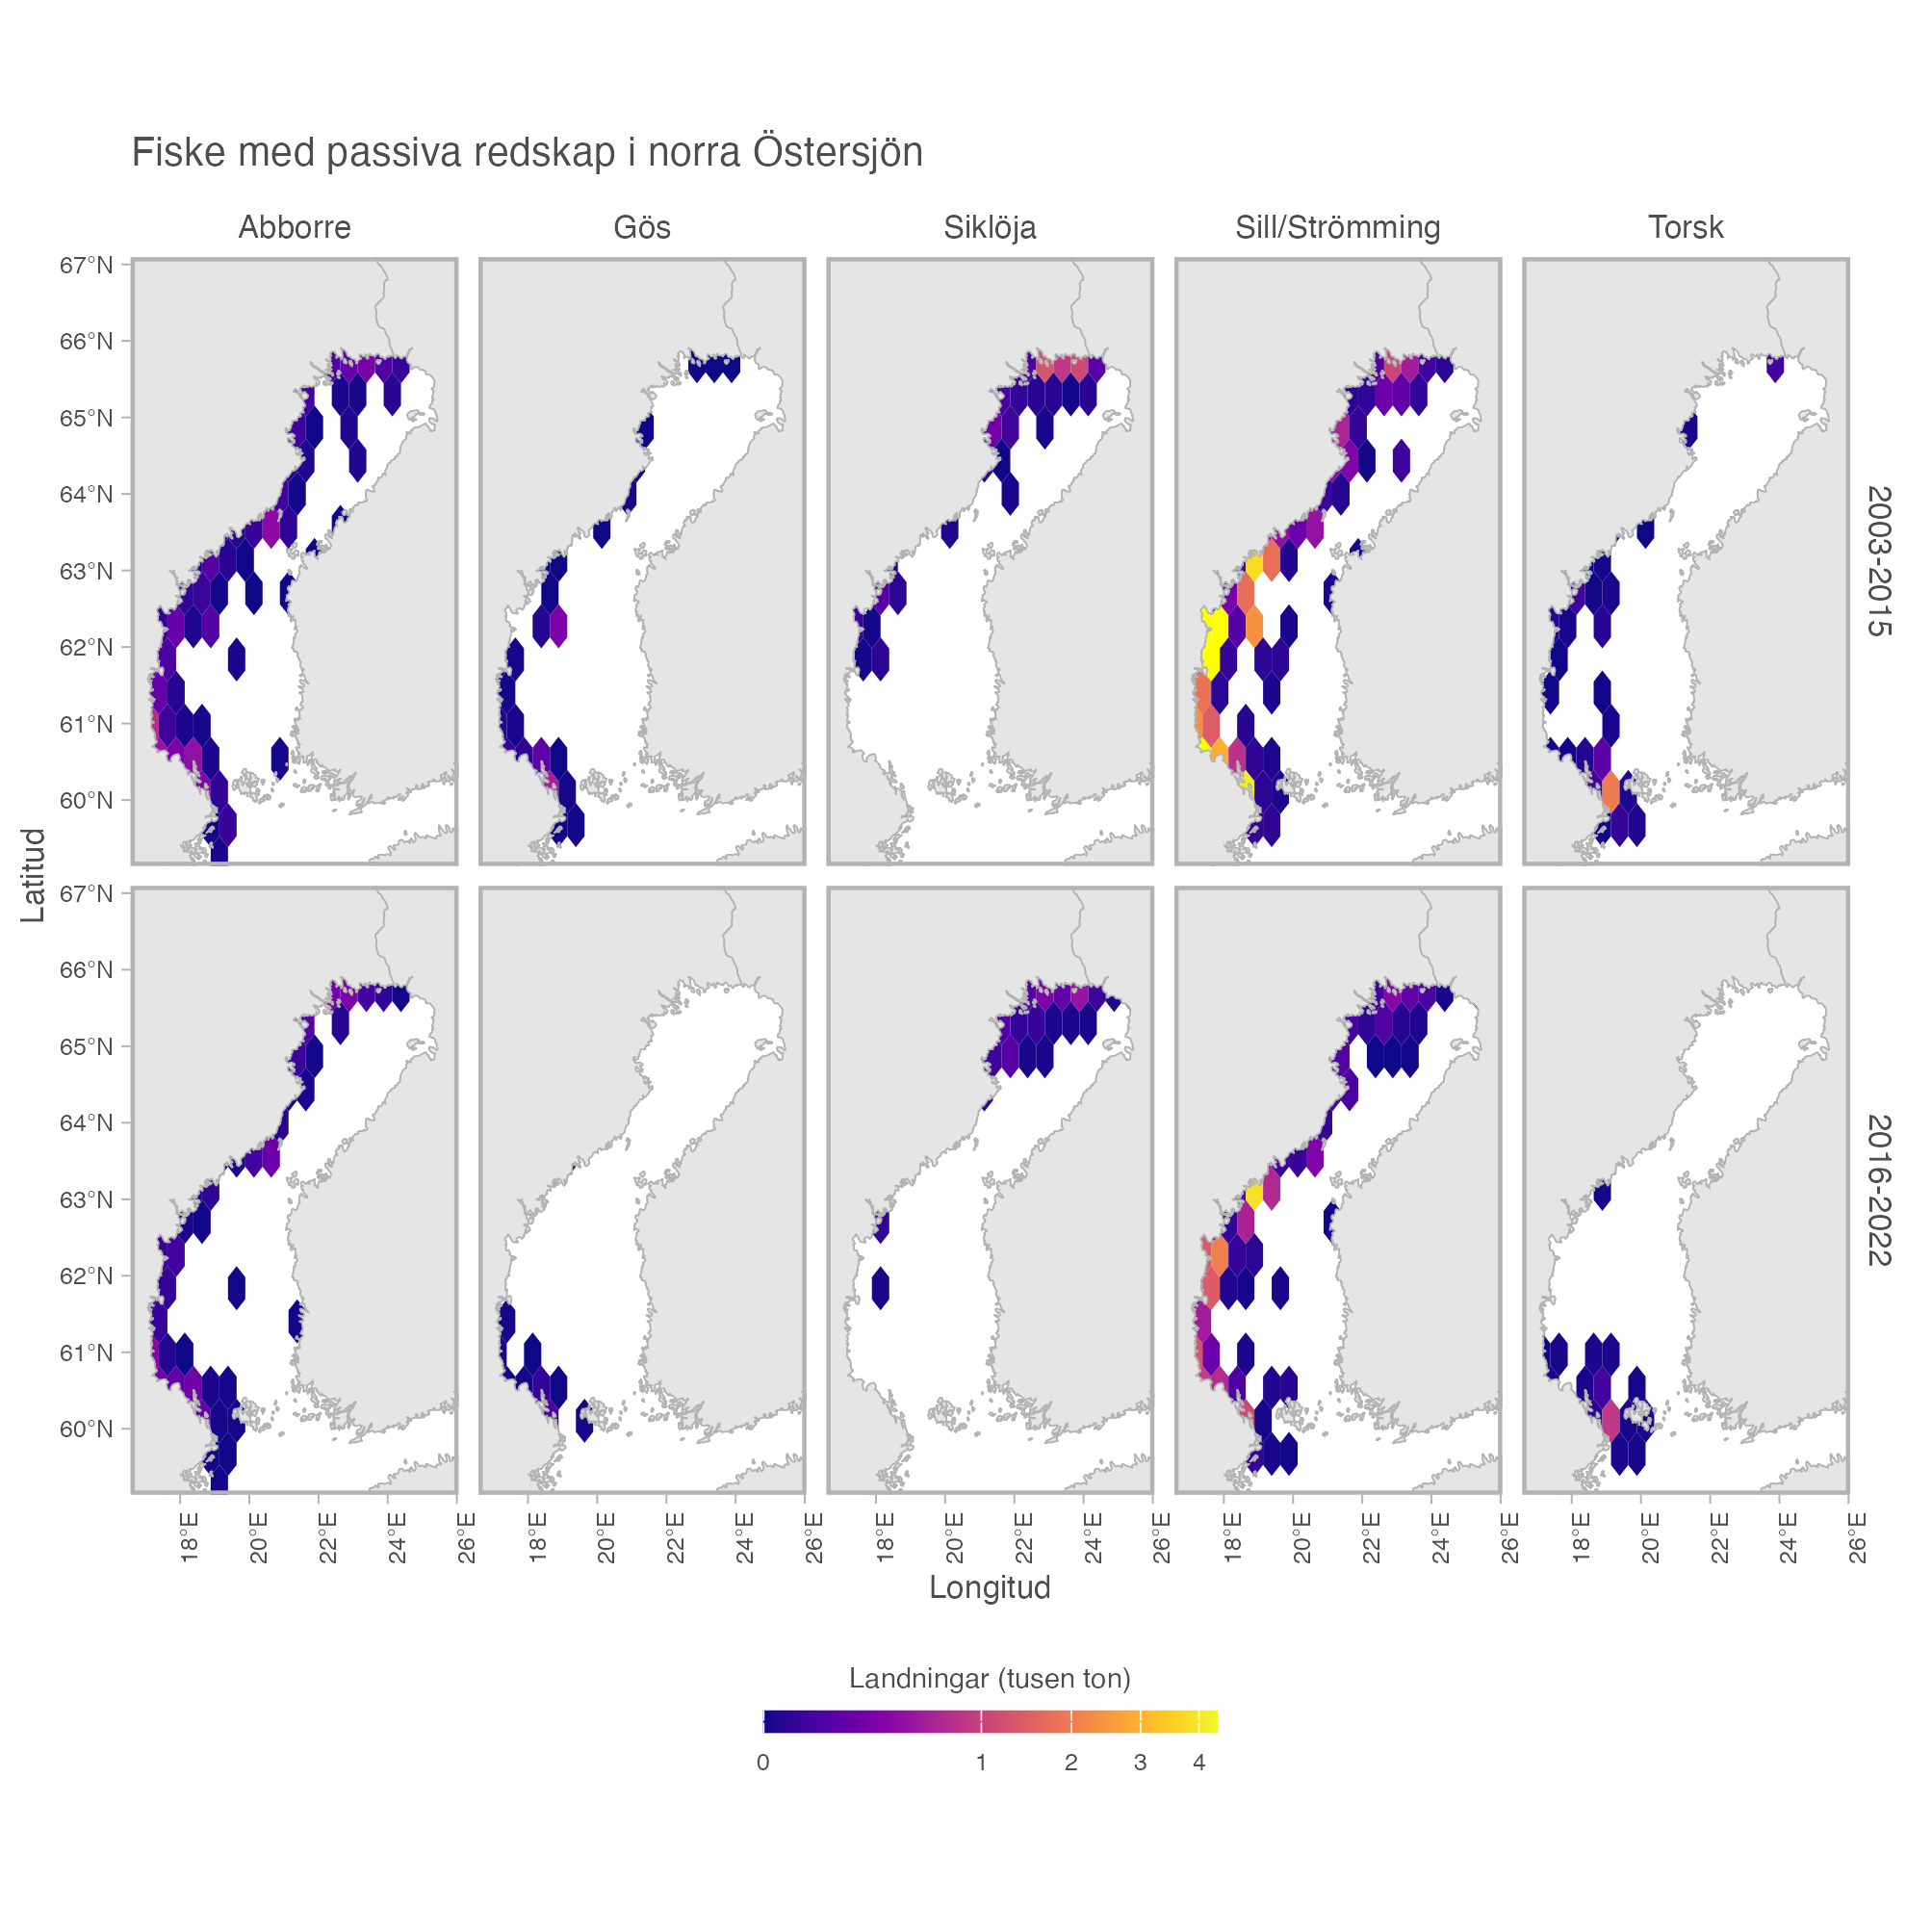 Fiske med passiva redskap i norra Östersjön
Abborre Gös Siklöja Sill/Strömming Torsk
67°N
66°N
65°N
64°N
63°N
62°N
61°N
60°N
2003-2015
Latitud
67°N
66°N
65°N
64°N
63°N
62°N
61°N
60°N
2016-2022
18°E 20°E 22°E 24°E 26°E 18°E 20°E 22°E 24°E 26°E 18°E 20°E 22°E 24°E 26°E 18°E 20°E 22°E 24°E 26°E 18°E 20°E 22°E 24°E 26°E
Longitud
Landningar (tusen ton)
0 1 2 3 4